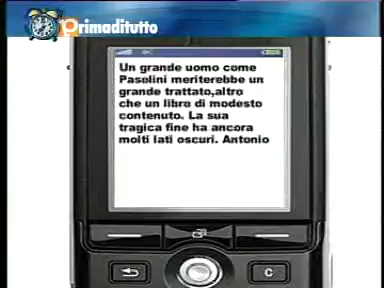 Primaditutto
Un grande uomo come
Pasolini meriterebbe un
grande trattato,altro
che un libro di modesto
contenuto. La sua
tragica fine ha ancora
molti lati oscuri. Antonio
C